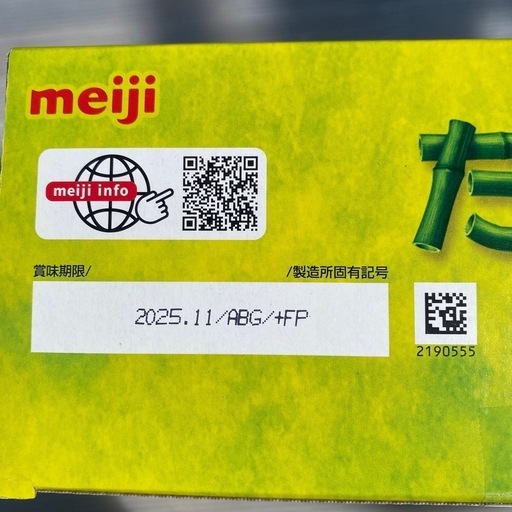 meiji
meiji info
た
賞味期限/ /製造所固有記号
2025.11/ABG/+FP
2190555